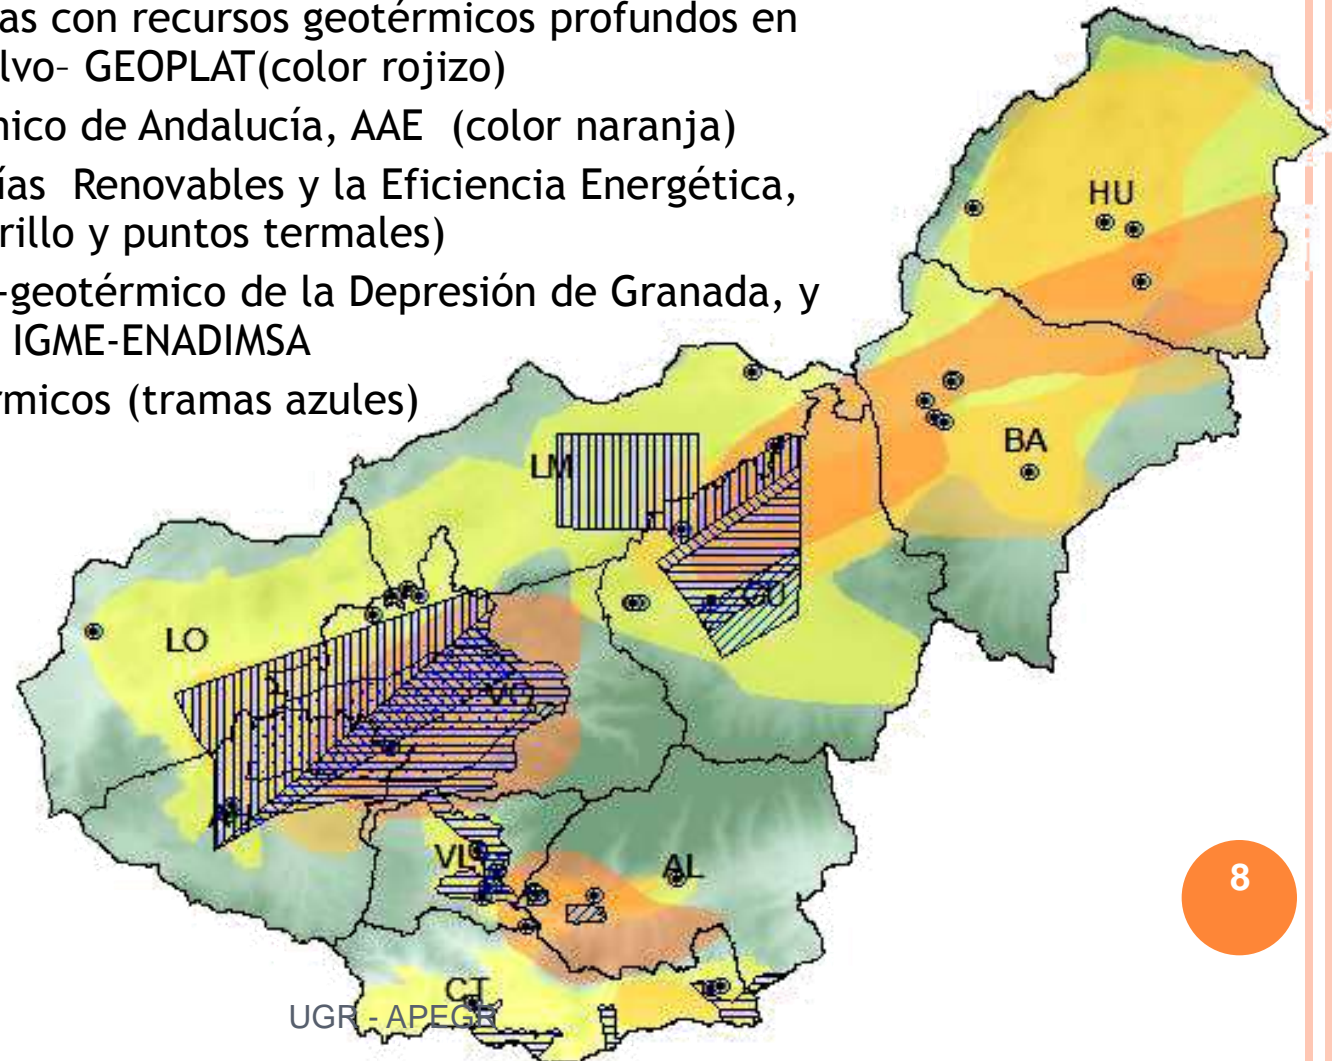 as con recursos geotérmicos profundos en
lvo- GEOPLAT(color rojizo)
nico de Andalucía, AAE (color naranja)
ías Renovables y la Eficiencia Energética,
rillo y puntos termales)
-geotérmico de la Depresión de Granada, y
IGME-ENADIMSA
rmicos (tramas azules)
HU
BA
LM
GU
LO
VG
VL
AL
CT
8
UGR - APEGR